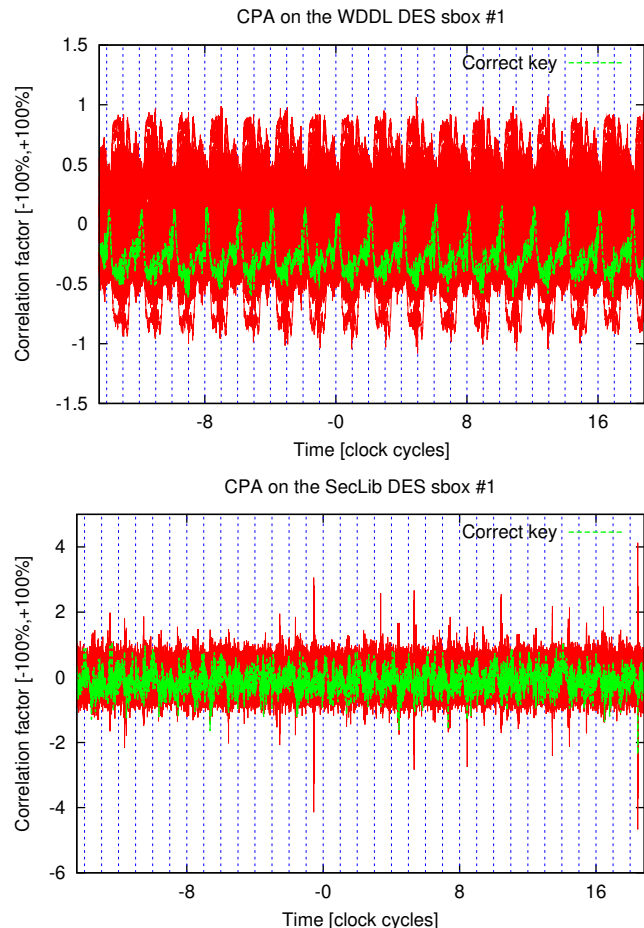 CPA on the WDDL DES sbox #1
Correlation factor [-100%,+100%]
1.5
1
0.5
0
-0.5
-1
-1.5
Correct key
-8 -0 8 16
Time [clock cycles]
CPA on the SecLib DES sbox #1
Correlation factor [-100%,+100%]
4
2
0
-2
-4
-6
Correct key
-8 -0 8 16
Time [clock cycles]